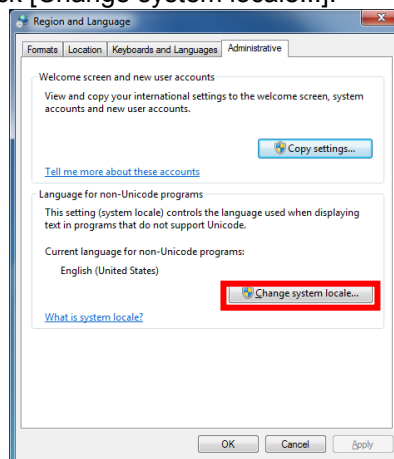 [Change system locale...].
Region and Language
Formats Location Keyboards and Languages Administrative
Welcome screen and new user accounts
View and copy your international settings to the welcome screen, system
accounts and new user accounts.
Copy settings...
Tell me more about these accounts
Language for non-Unicode programs
This setting (system locale) controls the language used when displaying
text in programs that do not support Unicode.
Current language for non-Unicode programs:
English (United States)
Change system locale...
What is system locale?
OK Cancel Apply